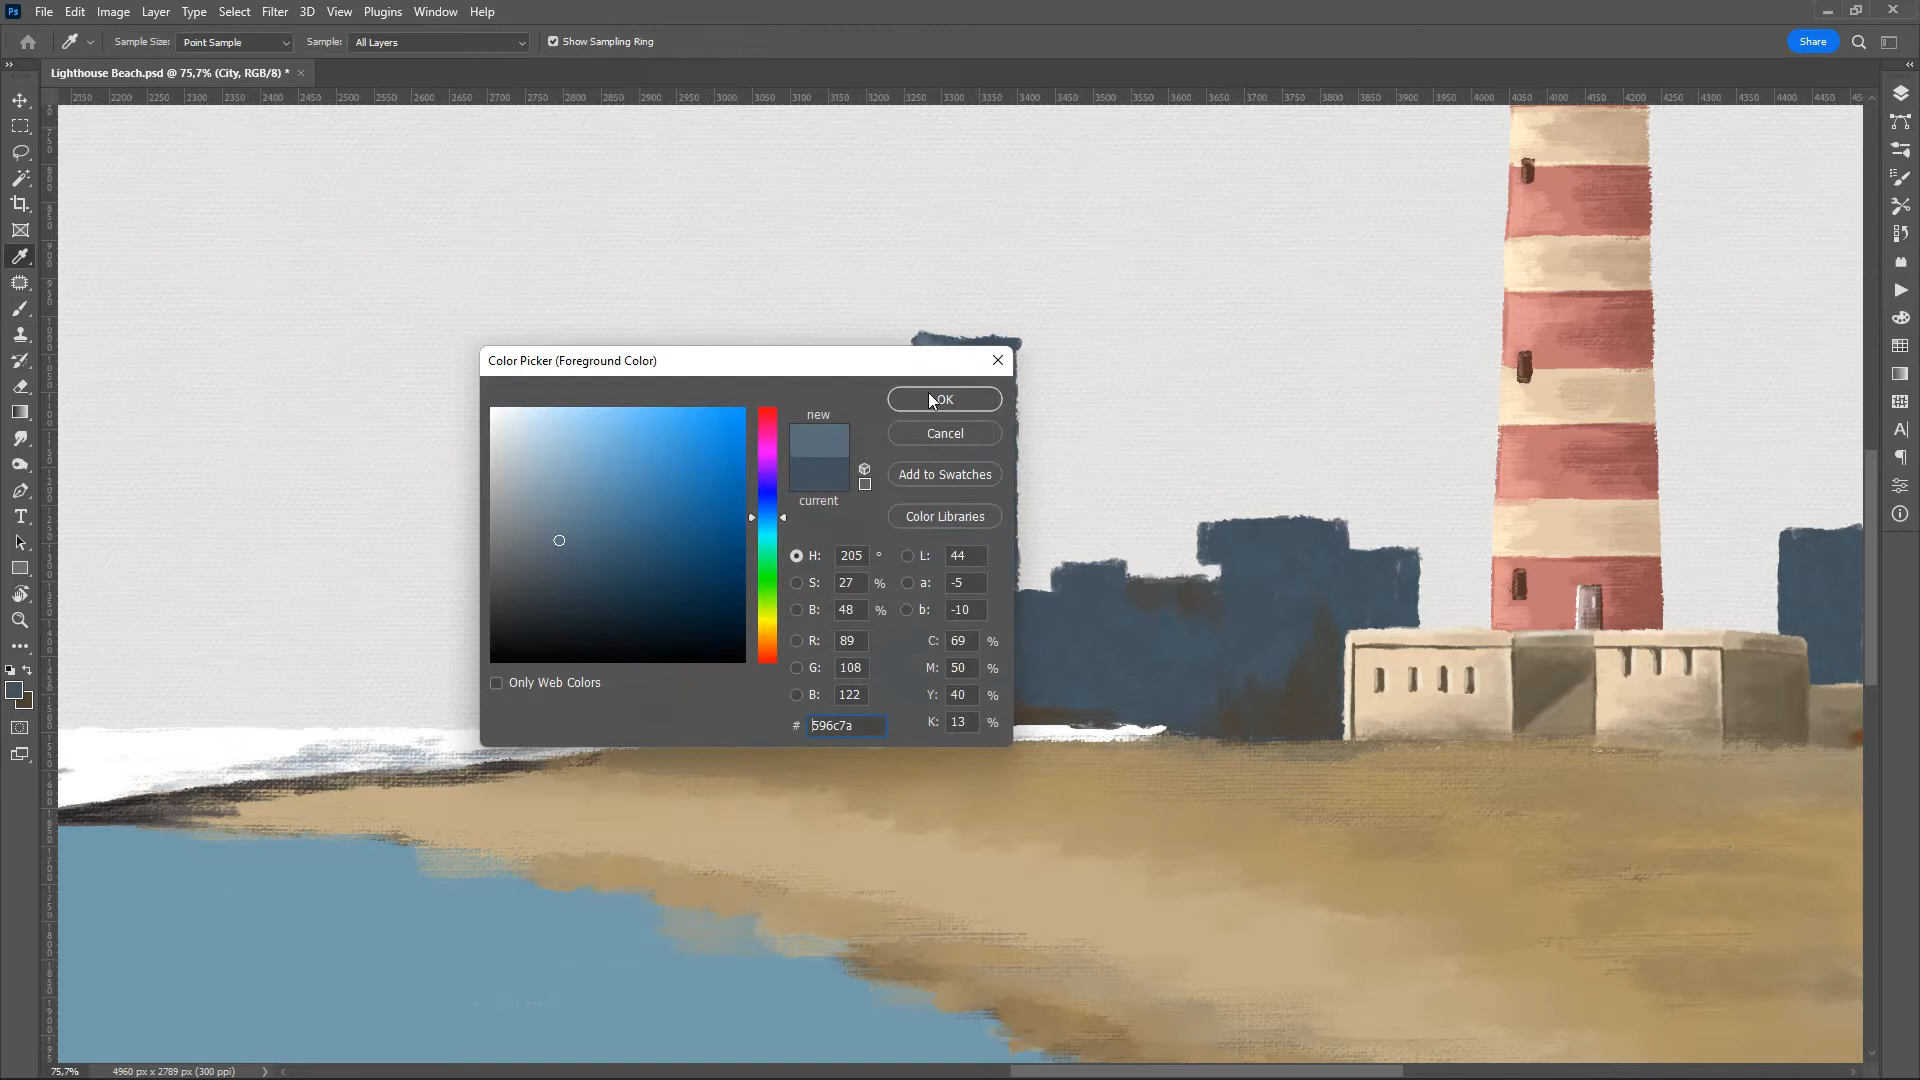 Ps File Edit Image Layer Type Select Filter 3D View Plugins Window Help
Sample Size: Point Sample Sample: All Layers Show Sampling Ring Share
Lighthouse Beach.psd @ 75,7% (City, RGB/8) *
2150 2200 2250 2300 2350 2400 2450 2500 2550 2600 2650 2700 2750 2800 2850 2900 2950 3000 3050 3100 3150 3200 3250 3300 3350 3400 3450 3500 3550 3600 3650 3700 3750 3800 3850 3900 3950 4000 4050 4100 4150 4200 4250 4300 4350 4400 4450
Color Picker (Foreground Color)
OK
new
Cancel
Add to Swatches
current
Color Libraries
H: 205 ° L: 44
S: 27 % a: -5
B: 48 % b: -10
R: 89 C: 69 %
G: 108 M: 50 %
Only Web Colors
B: 122 Y: 40 %
# 596c7a K: 13 %
75,7% 4960 px x 2789 px (300 ppi)